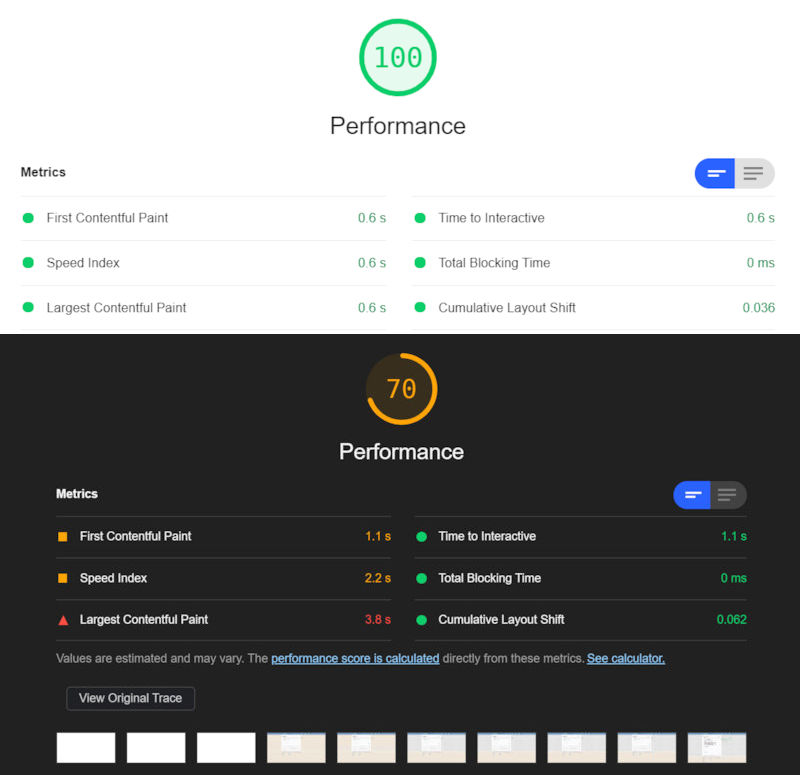 100
Performance
Metrics
First Contentful Paint 0.6 s Time to Interactive 0.6 s
Speed Index 0.6 s Total Blocking Time 0 ms
Largest Contentful Paint 0.6 s Cumulative Layout Shift 0.036
70
Performance
Metrics
First Contentful Paint 1.1 s Time to Interactive 1.1 s
Speed Index 2.2 s Total Blocking Time 0 ms
Largest Contentful Paint 3.8 s Cumulative Layout Shift 0.062
Values are estimated and may vary. The performance score is calculated directly from these metrics. See calculator.
View Original Trace